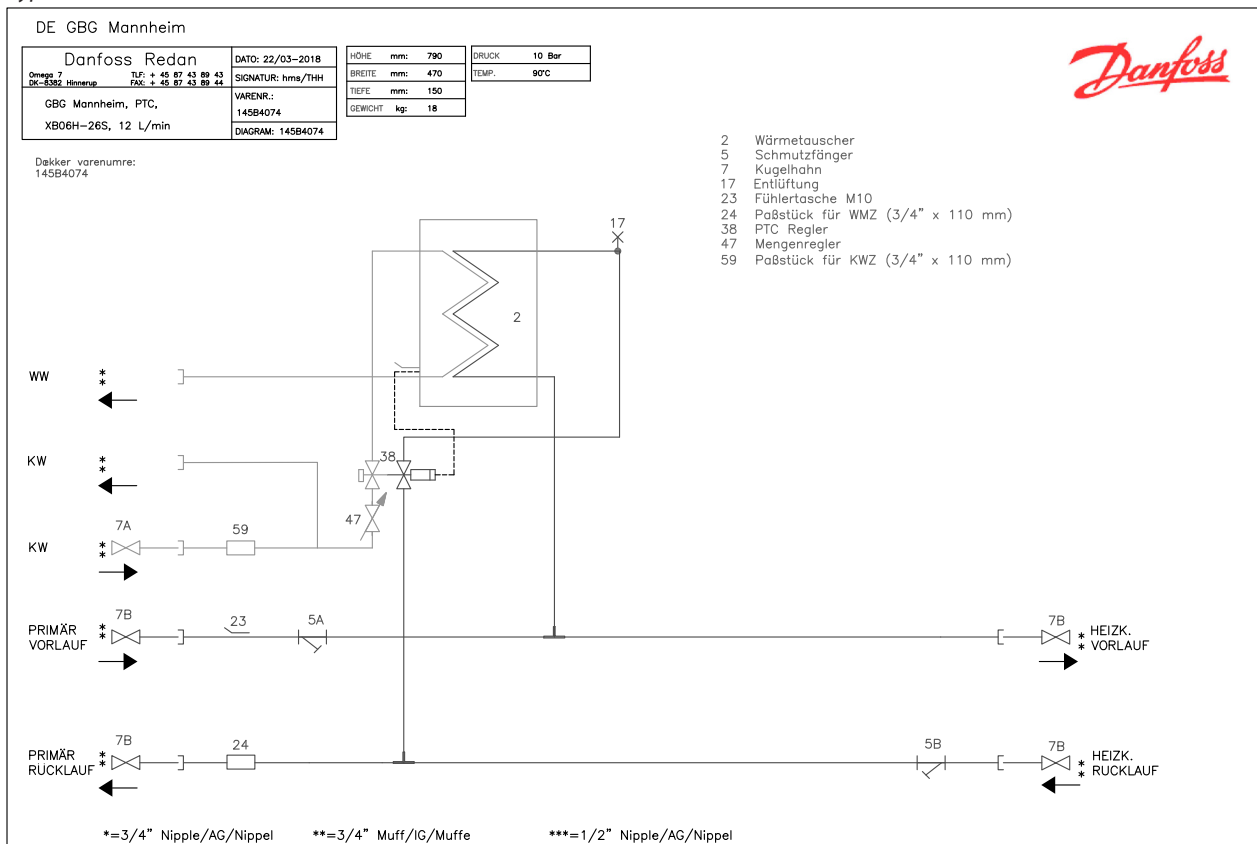 DE GBG Mannheim
Danfoss Redan
Omega 7 TLF: + 45 87 43 89 43
DK-8382 Hinnerup FAX: + 45 87 43 89 44
GBG Mannheim, PTC,
XB06H-26S, 12 L/min
DATO: 22/03-2018
SIGNATUR: hms/THH
VARENR.:
145B4074
DIAGRAM: 145B4074
HÖHE mm: 790
BREITE mm: 470
TIEFE mm: 150
GEWICHT kg: 18
DRUCK 10 Bar
TEMP. 90°C
Danfoss
Dækker varenumre:
145B4074
2 Wärmetauscher
5 Schmutzfänger
7 Kugelhahn
17 Entlüftung
23 Fühlertasche M10
24 Paßstück für WMZ (3/4" x 110 mm)
38 PTC Regler
47 Mengenregler
59 Paßstück für KWZ (3/4" x 110 mm)
17
2
WW **
KW **
38
47
7A
59
KW **
7B
23
5A
7B
PRIMÄR
VORLAUF **
* HEIZK.
* VORLAUF
7B
24
5B
7B
PRIMÄR
RÜCKLAUF **
* HEIZK.
* RUCKLAUF
*=3/4" Nipple/AG/Nippel **=3/4" Muff/IG/Muffe ***=1/2" Nipple/AG/Nippel